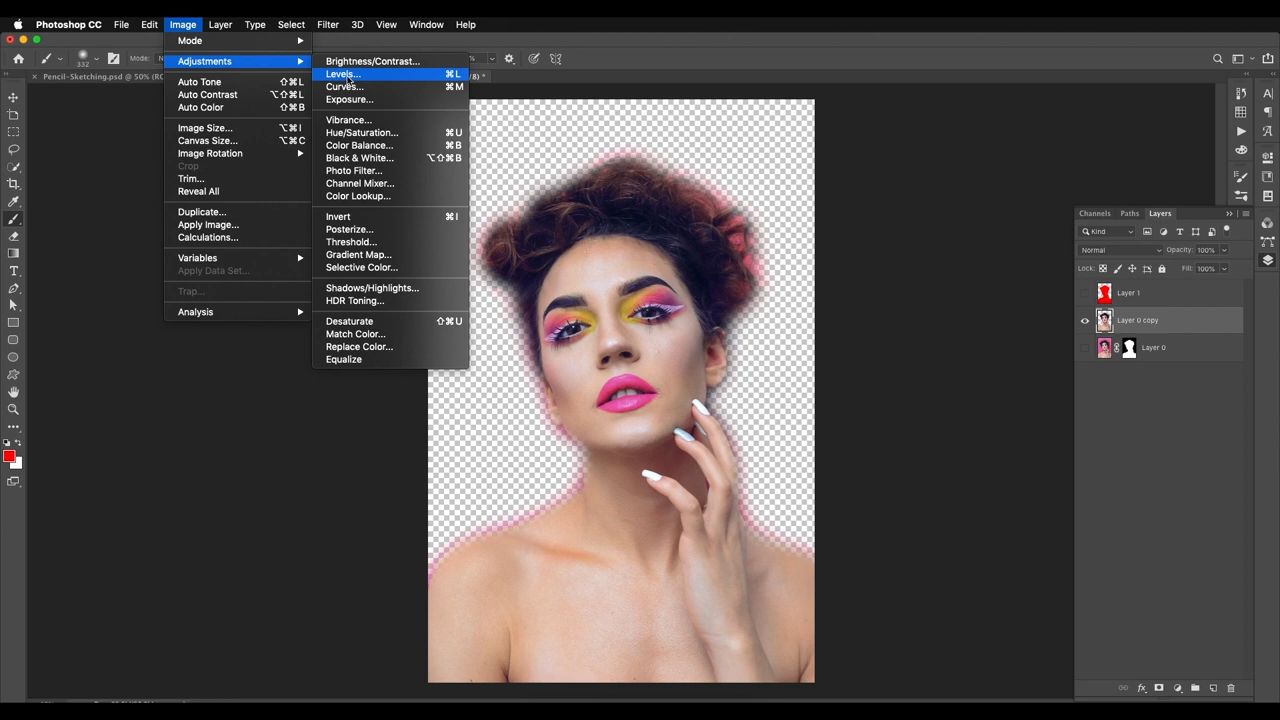 Photoshop CC File Edit Image Layer Type Select Filter 3D View Window Help
Mode
332 Mode:
Pencil-Sketching.psd @ 50% /8) *
Adjustments
Auto Tone ⇧⌘L
Auto Contrast ⌥⇧⌘L
Auto Color ⇧⌘B
Image Size... ⌥⌘I
Canvas Size... ⌥⌘C
Image Rotation
Crop
Trim...
Reveal All
Duplicate...
Apply Image...
Calculations...
Variables
Apply Data Set...
Trap...
Analysis
Brightness/Contrast...
Levels... ⌘L
Curves... ⌘M
Exposure...
Vibrance...
Hue/Saturation... ⌘U
Color Balance... ⌘B
Black & White... ⌥⇧⌘B
Photo Filter...
Channel Mixer...
Color Lookup...
Invert ⌘I
Posterize...
Threshold...
Gradient Map...
Selective Color...
Shadows/Highlights...
HDR Toning...
Desaturate ⇧⌘U
Match Color...
Replace Color...
Equalize
Channels Paths Layers
Kind
Normal Opacity: 100%
Lock: Fill: 100%
Layer 1
Layer 0 copy
Layer 0